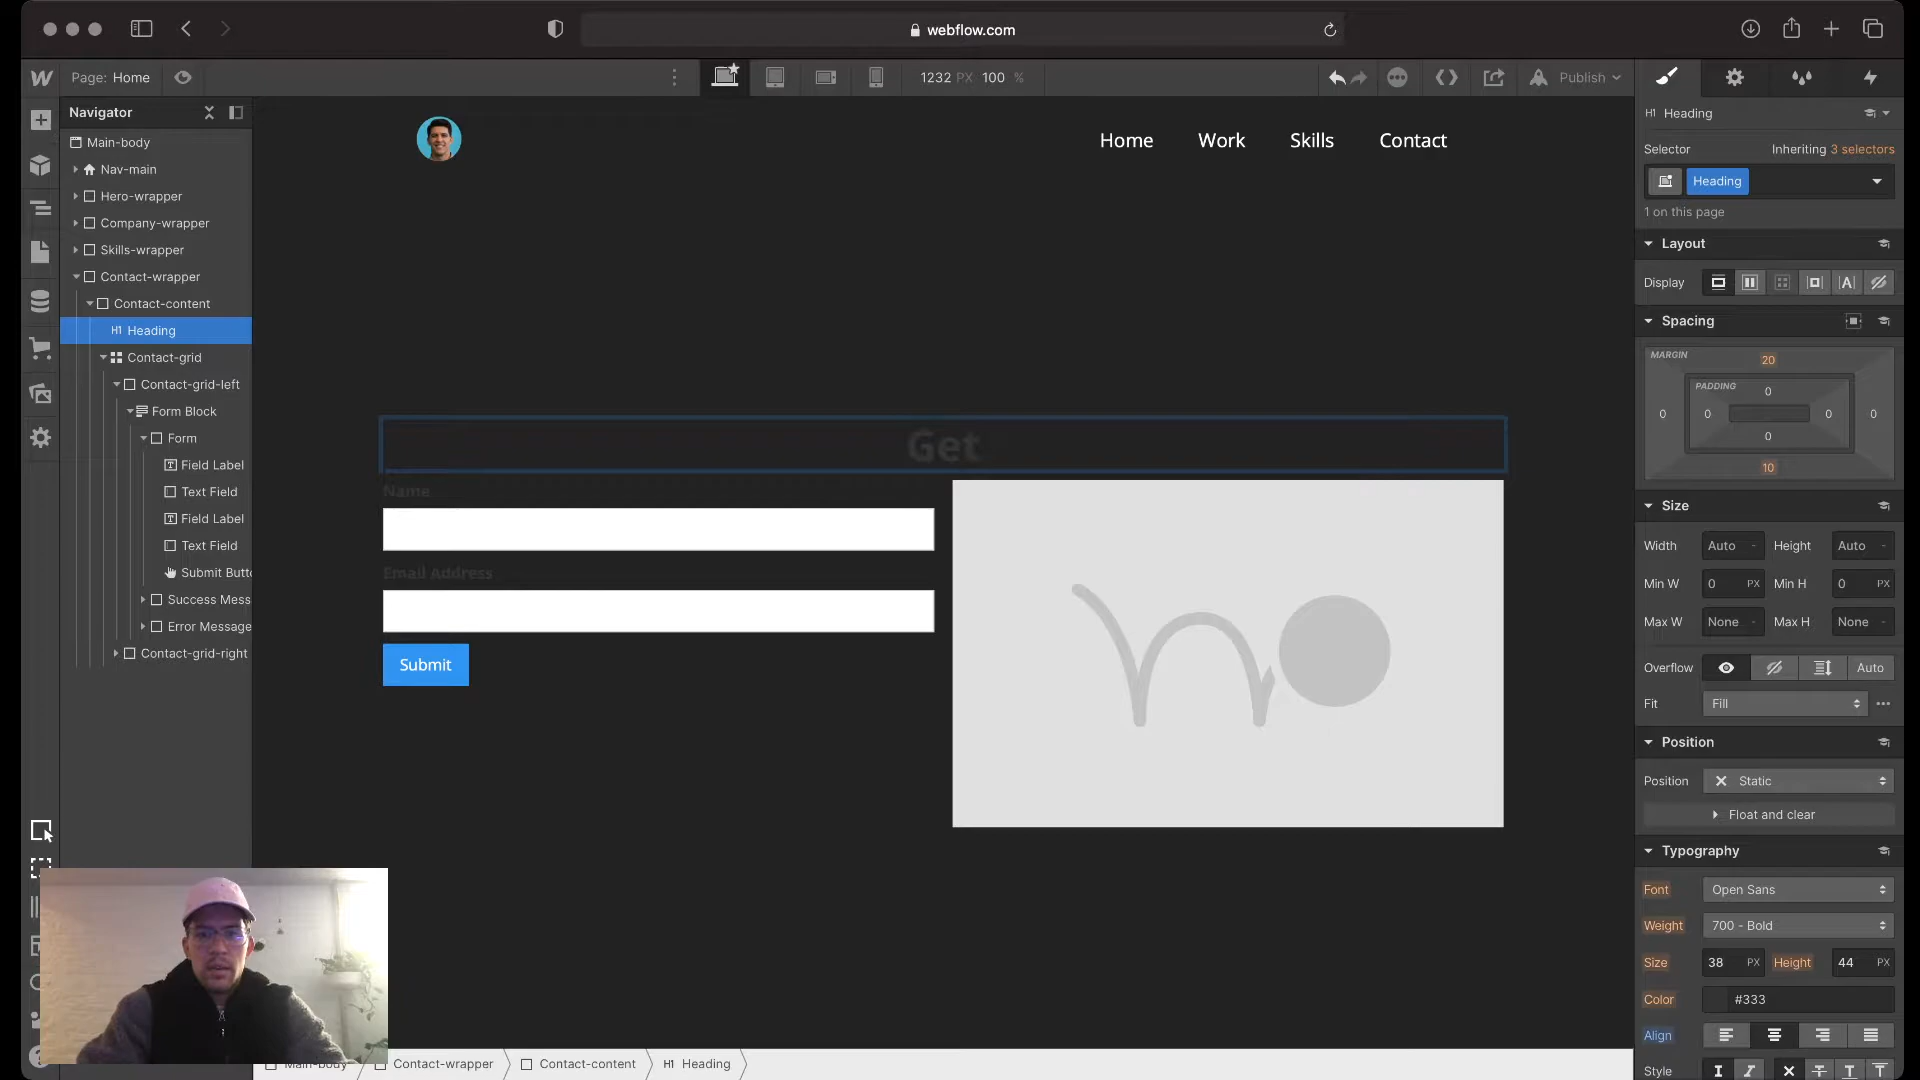 webflow.com
Page: Home
1232 PX 100 %
Publish
Navigator
Main-body
Nav-main
Hero-wrapper
Company-wrapper
Skills-wrapper
Contact-wrapper
Contact-content
H1 Heading
Contact-grid
Contact-grid-left
Form Block
Form
Field Label
Text Field
Field Label
Text Field
Submit Butt
Success Mess
Error Message
Contact-grid-right
Home Work Skills Contact
Get
Name
Email Address
Submit
H1 Heading
Selector Inheriting 3 selectors
Heading
1 on this page
Layout
Display
Spacing
MARGIN
20
PADDING
0
0 0 0 0
0
10
Size
Width Auto - Height Auto -
Min W 0 PX Min H 0 PX
Max W None - Max H None -
Overflow Auto
Fit Fill
Position
Position Static
Float and clear
Typography
Font Open Sans
Weight 700 - Bold
Size 38 PX Height 44 PX
Color #333
Align
Style
Main-body Contact-wrapper Contact-content H1 Heading